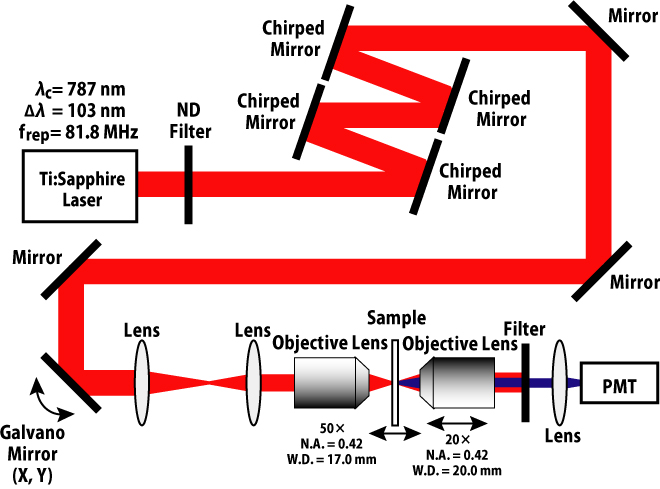 Mirror
Chirped
Mirror
λc= 787 nm
Δλ = 103 nm
frep= 81.8 MHz
ND
Filter
Chirped
Mirror
Chirped
Mirror
Chirped
Mirror
Ti:Sapphire
Laser
Mirror
Mirror
Lens
Lens
Objective Lens
Sample
Objective Lens
Filter
PMT
Galvano
Mirror
(X, Y)
50×
N.A. = 0.42
W.D. = 17.0 mm
20×
N.A. = 0.42
W.D. = 20.0 mm
Lens